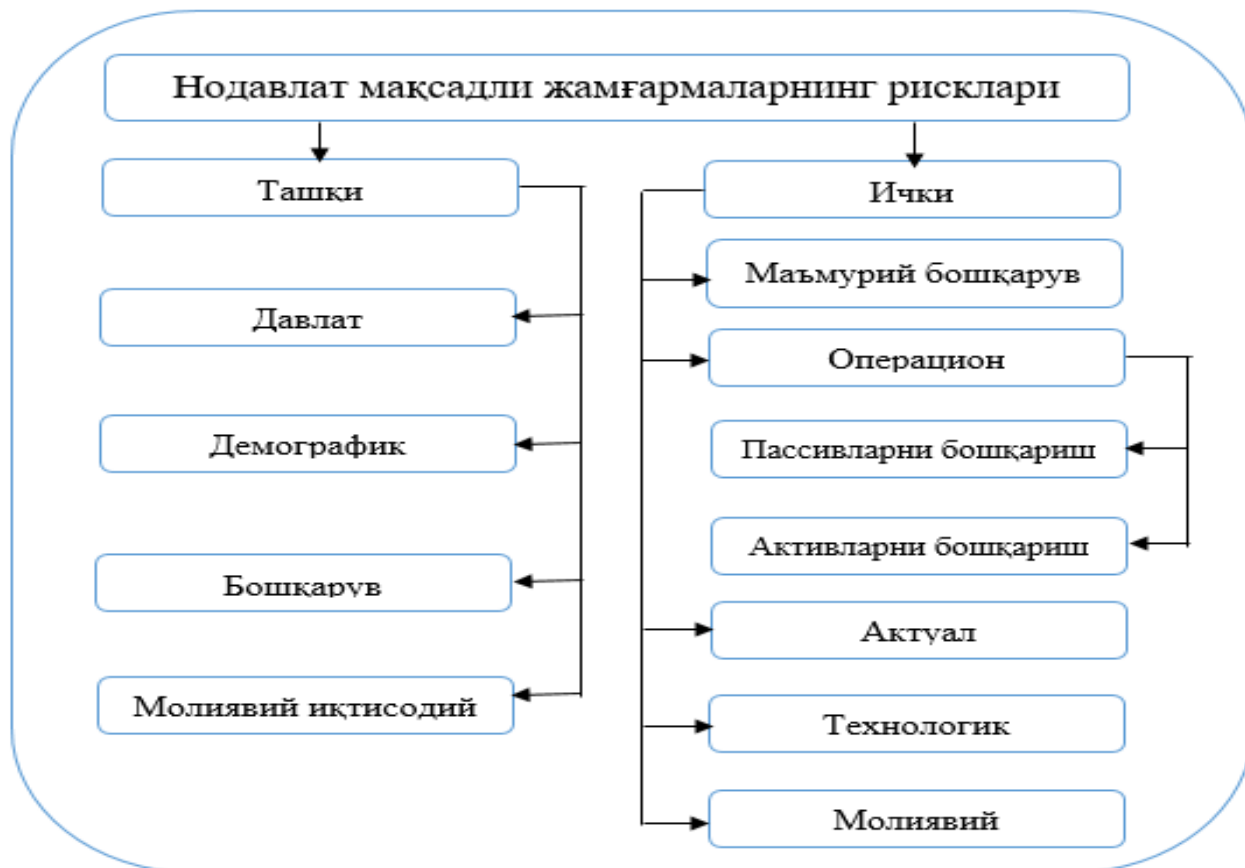 Нодавлат мақсадли жамғармаларнинг рисклари
Ташқи
Давлат
Демографик
Бошқарув
Молиявий иқтисодий
Ички
Маъмурий бошқарув
Операцион
Пассивларни бошқариш
Активларни бошқариш
Актуал
Технологик
Молиявий